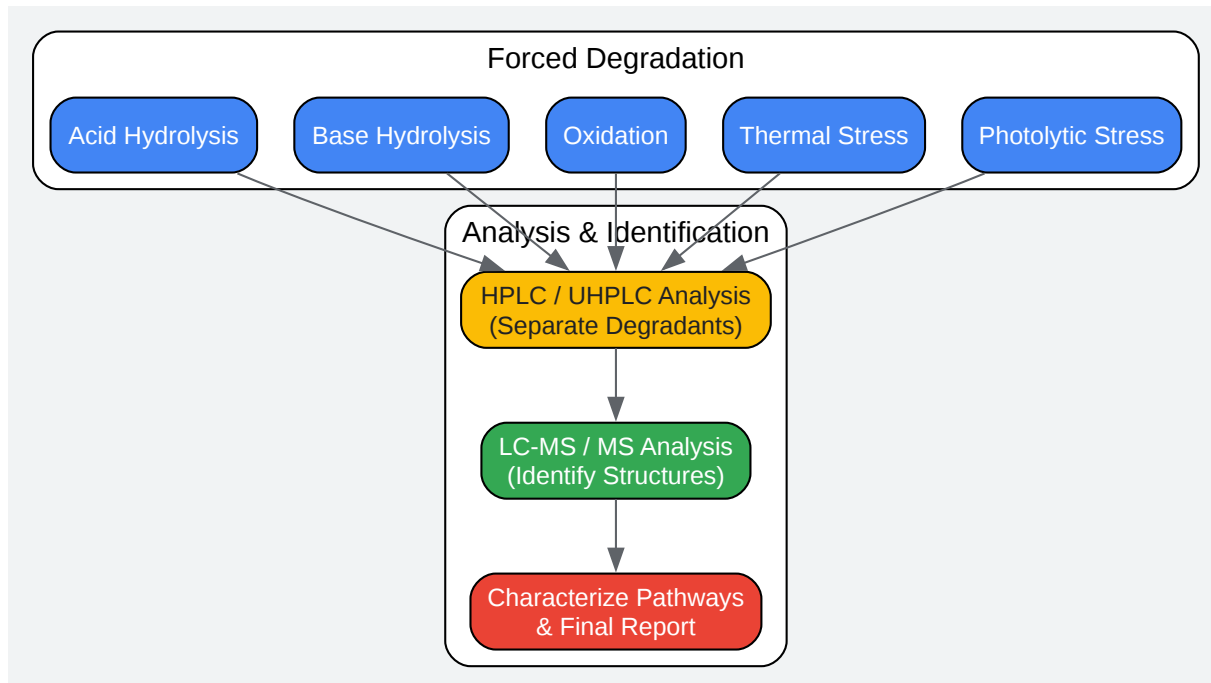 Forced Degradation
Acid Hydrolysis
Base Hydrolysis
Oxidation
Thermal Stress
Photolytic Stress
Analysis & Identification
HPLC / UHPLC Analysis
(Separate Degradants)
LC-MS / MS Analysis
(Identify Structures)
Characterize Pathways
& Final Report